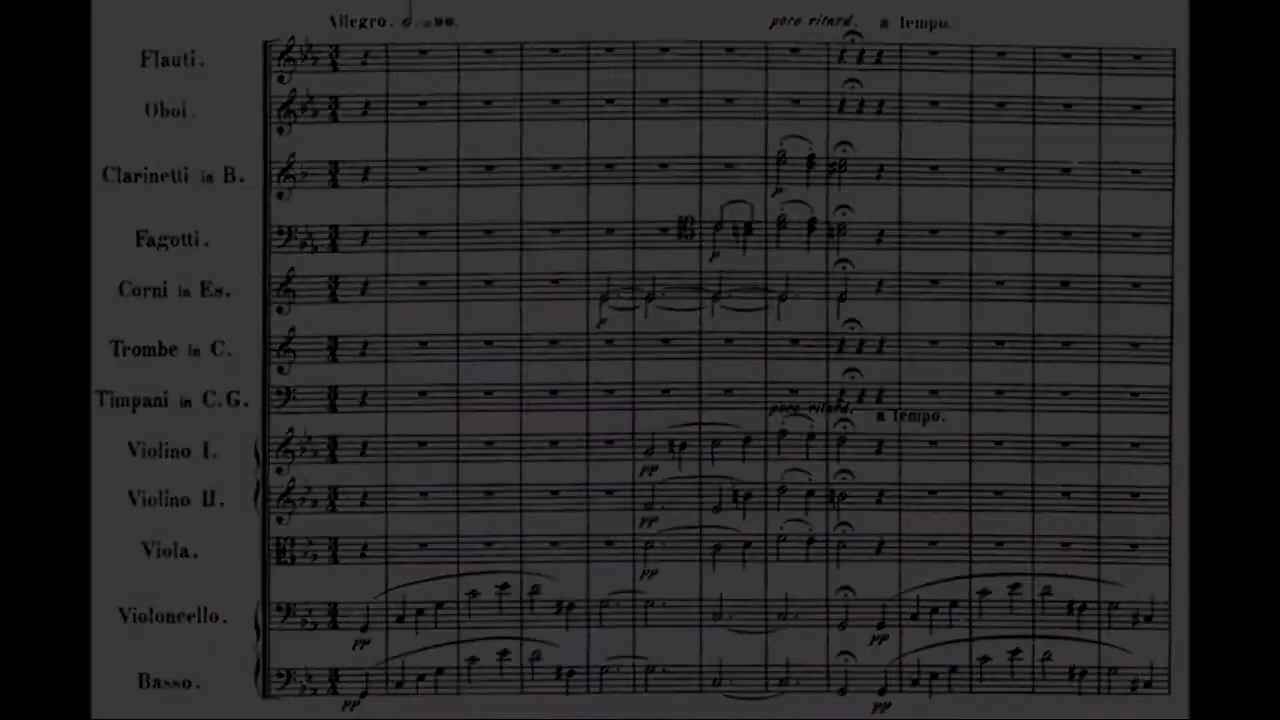 Allegro. 𝅗𝅥. = 96.
poco ritard. a tempo.
Flauti.
Oboi.
Clarinetti in B.
p
Fagotti.
p
Corni in Es.
p
Trombe in C.
Timpani in C.G.
poco ritard. a tempo.
Violino I.
pp
Violino II.
pp
Viola.
pp
Violoncello.
pp pp
Basso.
pp pp